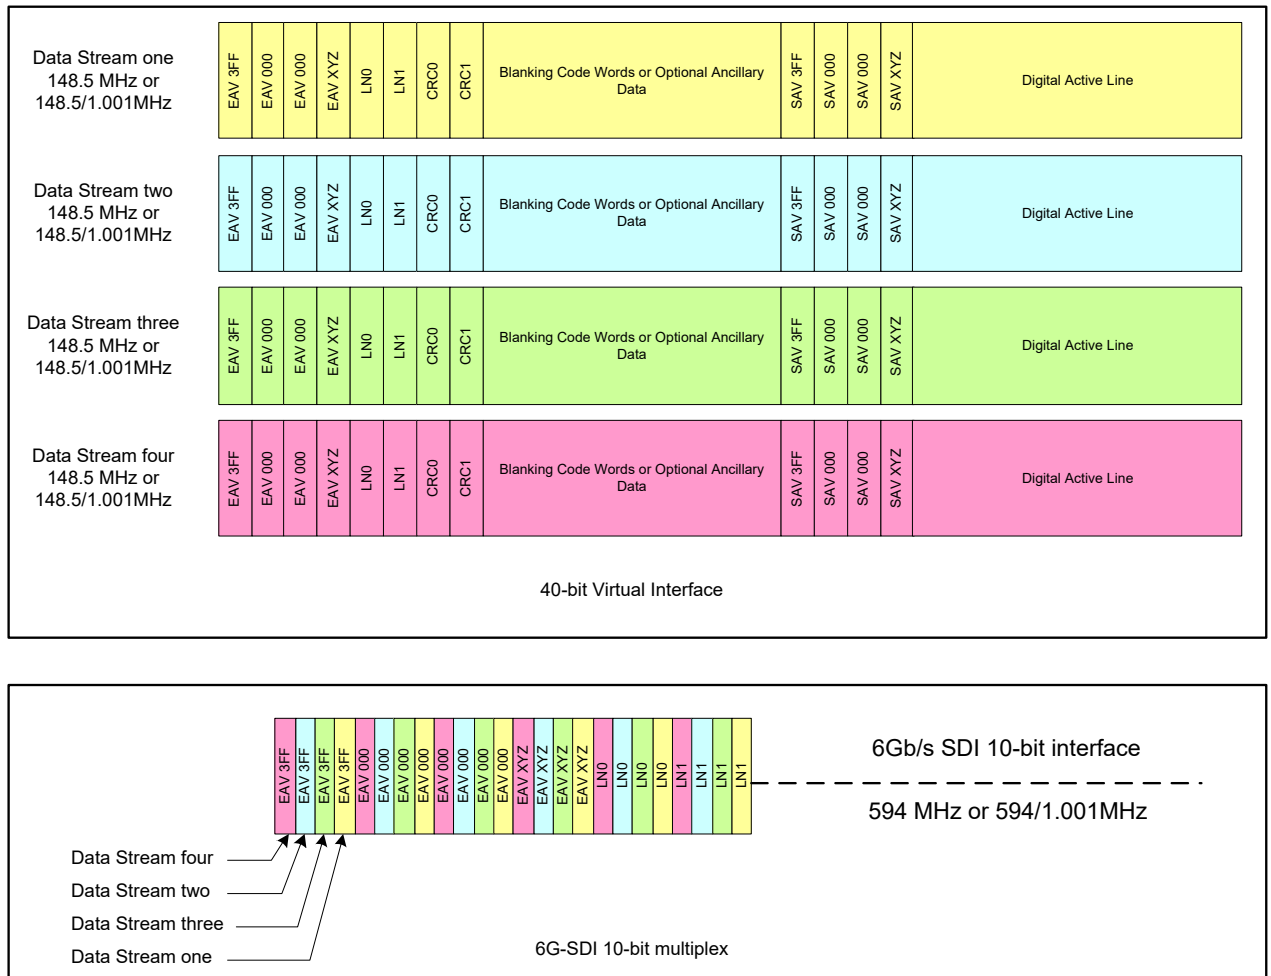 Data Stream one
148.5 MHz or
148.5/1.001MHz
EAV 3FF
EAV 000
EAV 000
EAV XYZ
LN0
LN1
CRC0
CRC1
Blanking Code Words or Optional Ancillary
Data
SAV 3FF
SAV 000
SAV 000
SAV XYZ
Digital Active Line
Data Stream two
148.5 MHz or
148.5/1.001MHz
EAV 3FF
EAV 000
EAV 000
EAV XYZ
LN0
LN1
CRC0
CRC1
Blanking Code Words or Optional Ancillary
Data
SAV 3FF
SAV 000
SAV 000
SAV XYZ
Digital Active Line
Data Stream three
148.5 MHz or
148.5/1.001MHz
EAV 3FF
EAV 000
EAV 000
EAV XYZ
LN0
LN1
CRC0
CRC1
Blanking Code Words or Optional Ancillary
Data
SAV 3FF
SAV 000
SAV 000
SAV XYZ
Digital Active Line
Data Stream four
148.5 MHz or
148.5/1.001MHz
EAV 3FF
EAV 000
EAV 000
EAV XYZ
LN0
LN1
CRC0
CRC1
Blanking Code Words or Optional Ancillary
Data
SAV 3FF
SAV 000
SAV 000
SAV XYZ
Digital Active Line
40-bit Virtual Interface
EAV 3FF
EAV 3FF
EAV 3FF
EAV 3FF
EAV 000
EAV 000
EAV 000
EAV 000
EAV 000
EAV 000
EAV 000
EAV 000
EAV XYZ
EAV XYZ
EAV XYZ
EAV XYZ
LN0
LN0
LN0
LN0
LN1
LN1
LN1
LN1
6Gb/s SDI 10-bit interface
594 MHz or 594/1.001MHz
Data Stream four
Data Stream two
Data Stream three
Data Stream one
6G-SDI 10-bit multiplex